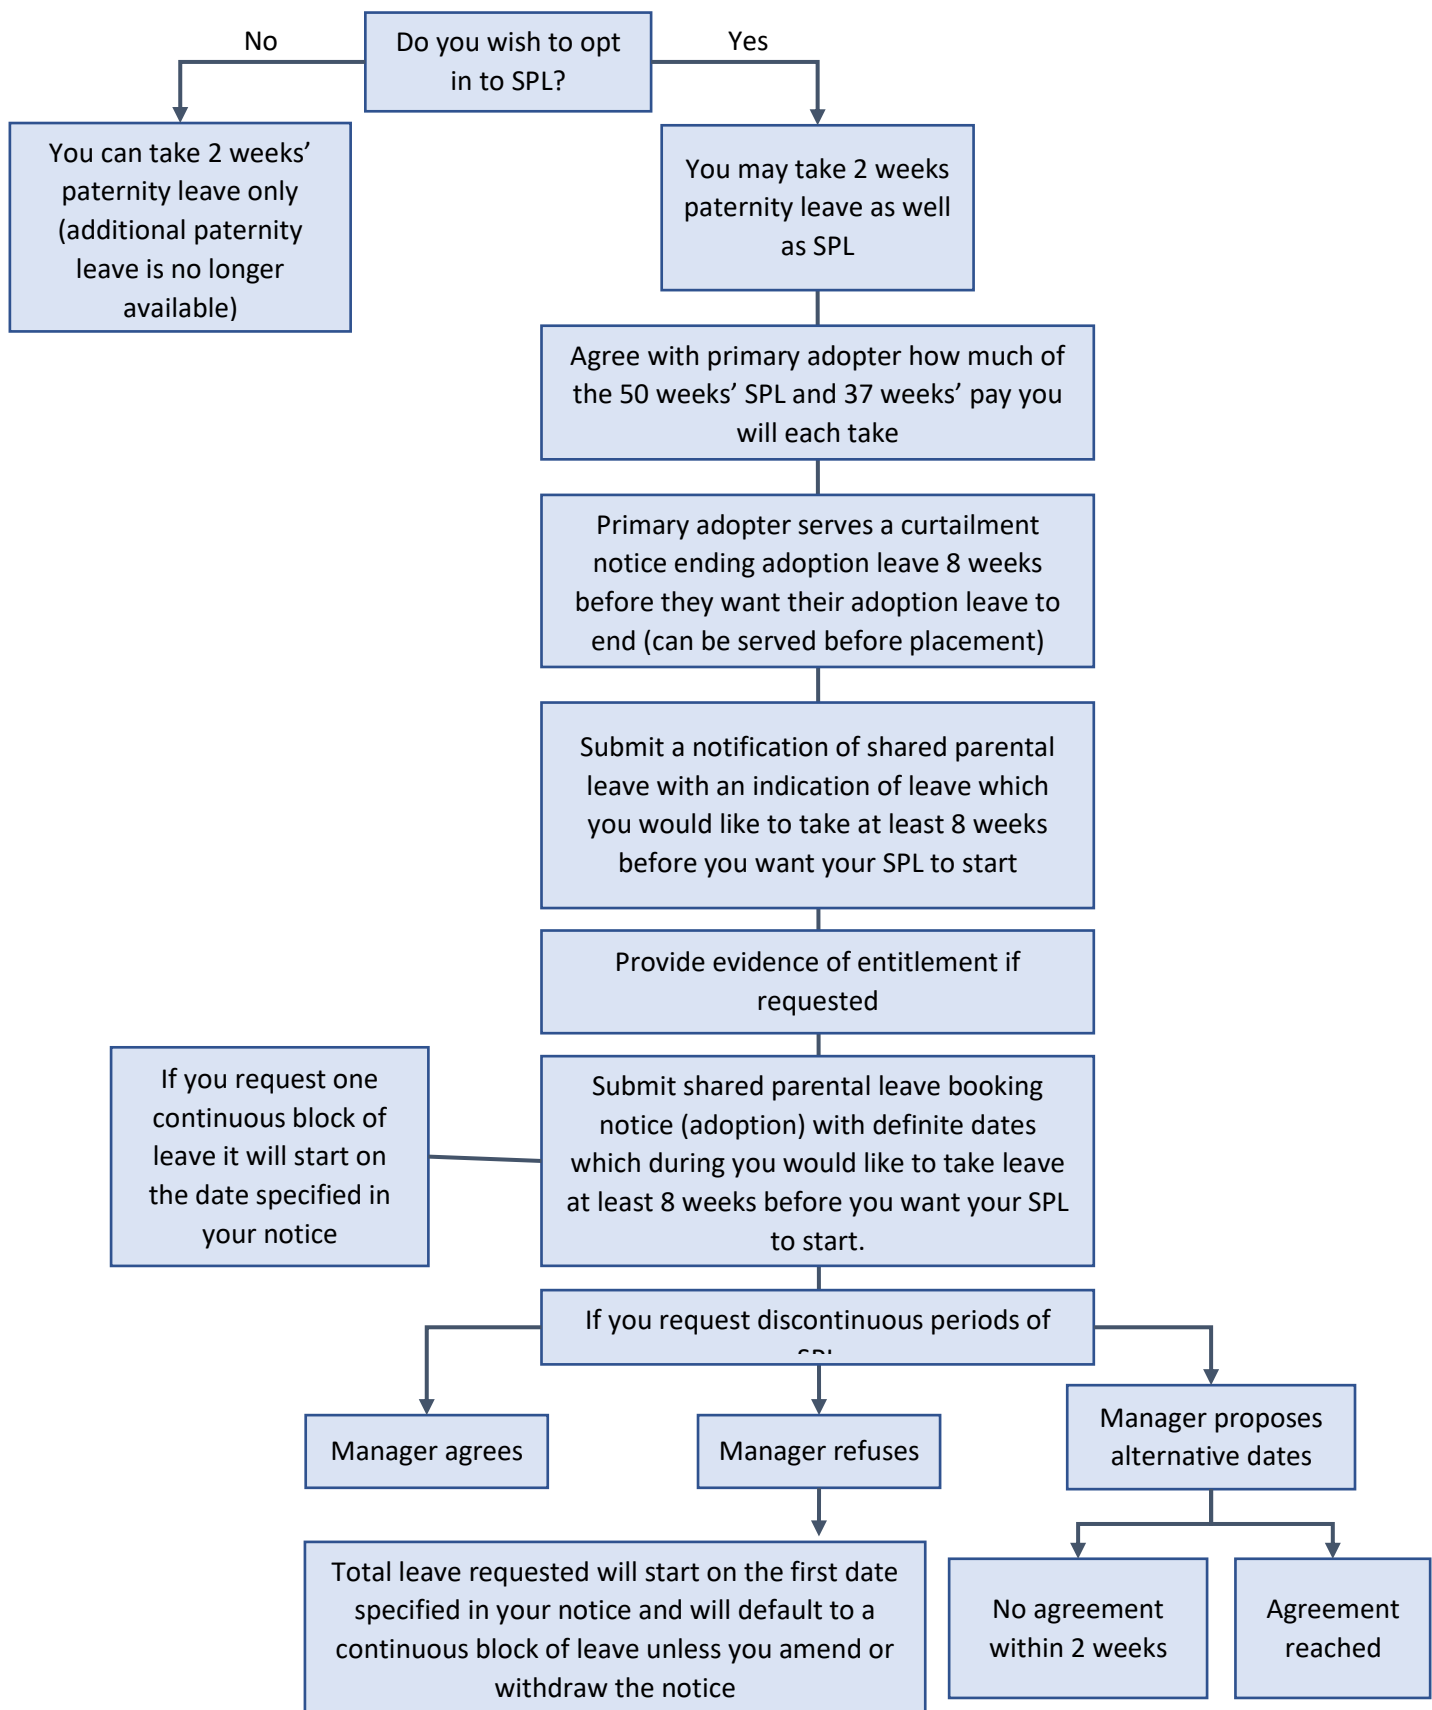 No
Do you wish to opt
in to SPL?
Yes
You can take 2 weeks’
paternity leave only
(additional paternity
leave is no longer
available)
You may take 2 weeks
paternity leave as well
as SPL
Agree with primary adopter how much of
the 50 weeks’ SPL and 37 weeks’ pay you
will each take
Primary adopter serves a curtailment
notice ending adoption leave 8 weeks
before they want their adoption leave to
end (can be served before placement)
Submit a notification of shared parental
leave with an indication of leave which
you would like to take at least 8 weeks
before you want your SPL to start
Provide evidence of entitlement if
requested
If you request one
continuous block of
leave it will start on
the date specified in
your notice
Submit shared parental leave booking
notice (adoption) with definite dates
which during you would like to take leave
at least 8 weeks before you want your SPL
to start.
If you request discontinuous periods of
Manager agrees
Manager refuses
Manager proposes
alternative dates
Total leave requested will start on the first date
specified in your notice and will default to a
continuous block of leave unless you amend or
withdraw the notice
No agreement
within 2 weeks
Agreement
reached